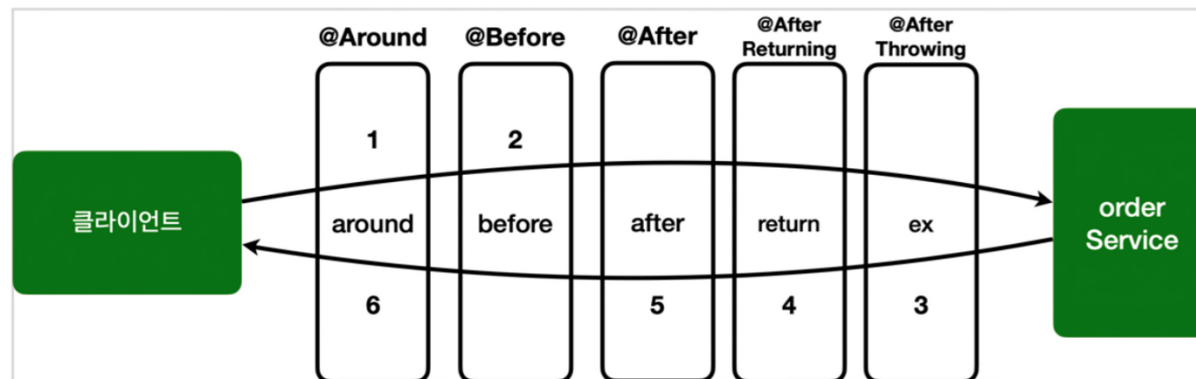 @Around
@Before
@After
@After
Returning
@After
Throwing
1
2
클라이언트
around
before
after
return
ex
order
Service
6
5
4
3